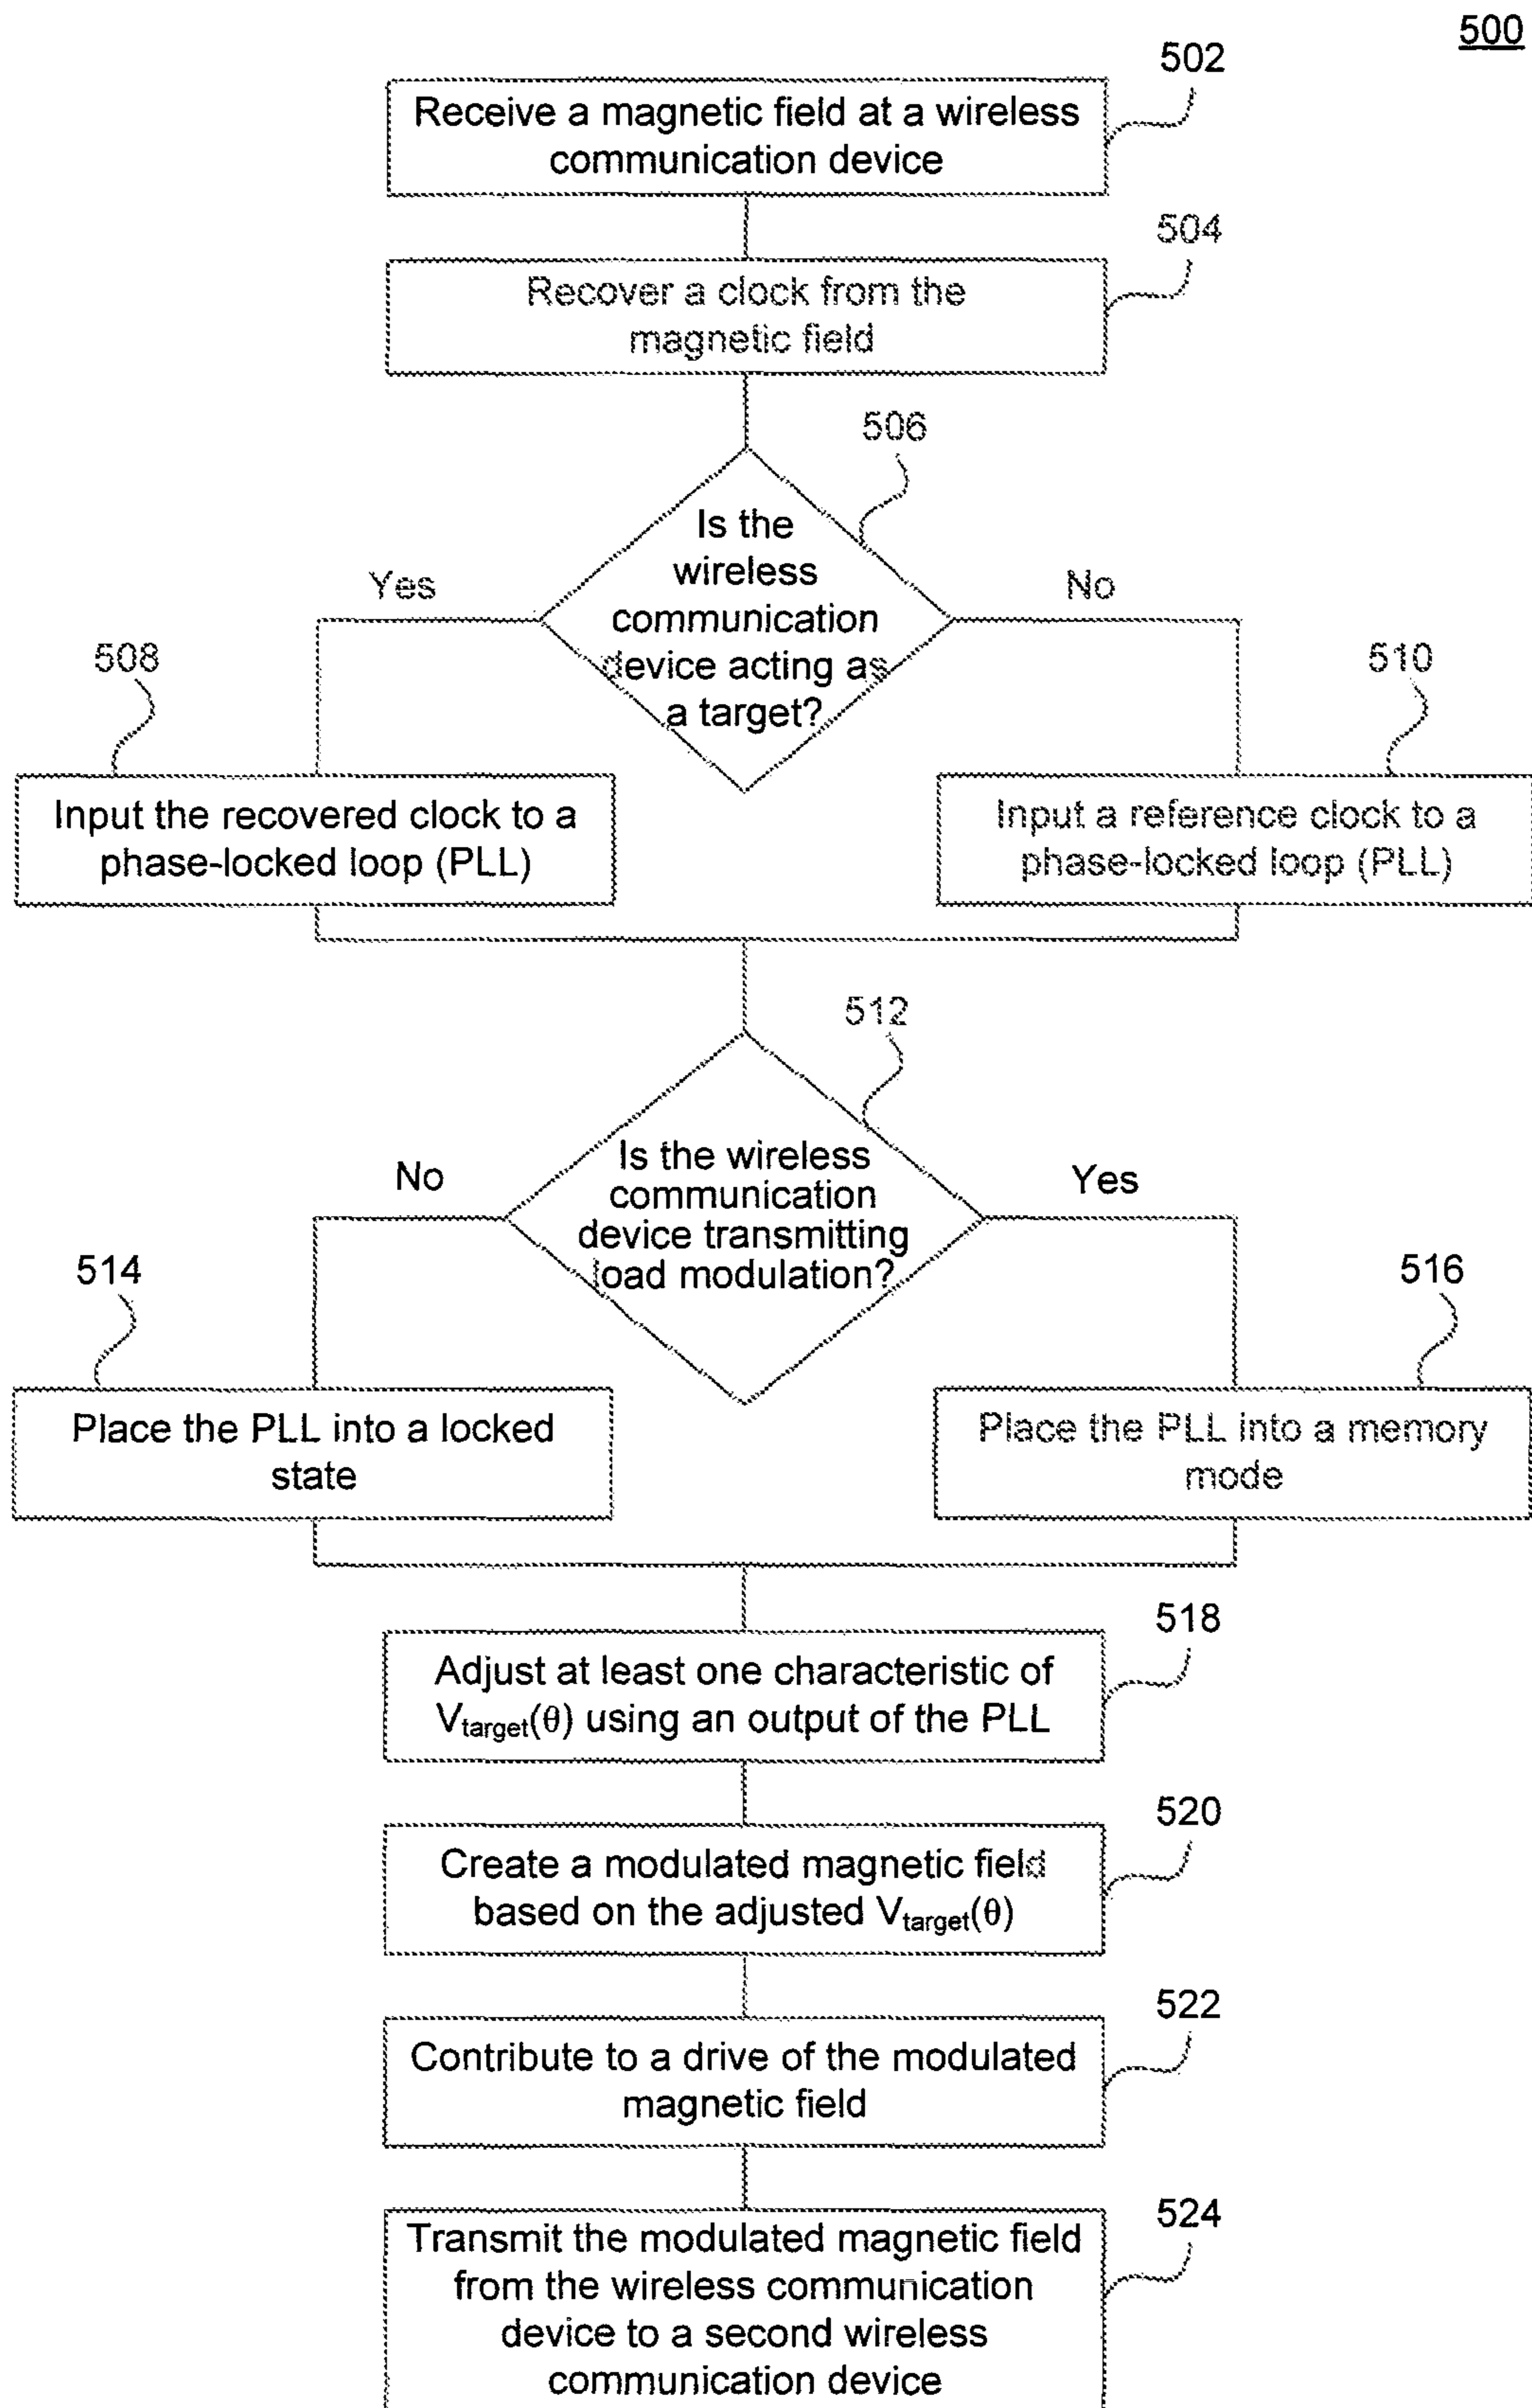 500
502
Receive a magnetic field at a wireless
communication device
504
Recover a clock from the
magnetic field
506
Is the
wireless
communication
device acting as
a target?
Yes
No
508
510
Input the recovered clock to a
phase-locked loop (PLL)
Input a reference clock to a
phase-locked loop (PLL)
512
Is the wireless
communication
device transmitting
load modulation?
No
Yes
514
516
Place the PLL into a locked
state
Place the PLL into a memory
mode
518
Adjust at least one characteristic of
Vtarget(θ) using an output of the PLL
520
Create a modulated magnetic field
based on the adjusted Vtarget(θ)
522
Contribute to a drive of the modulated
magnetic field
524
Transmit the modulated magnetic field
from the wireless communication
device to a second wireless
communication device